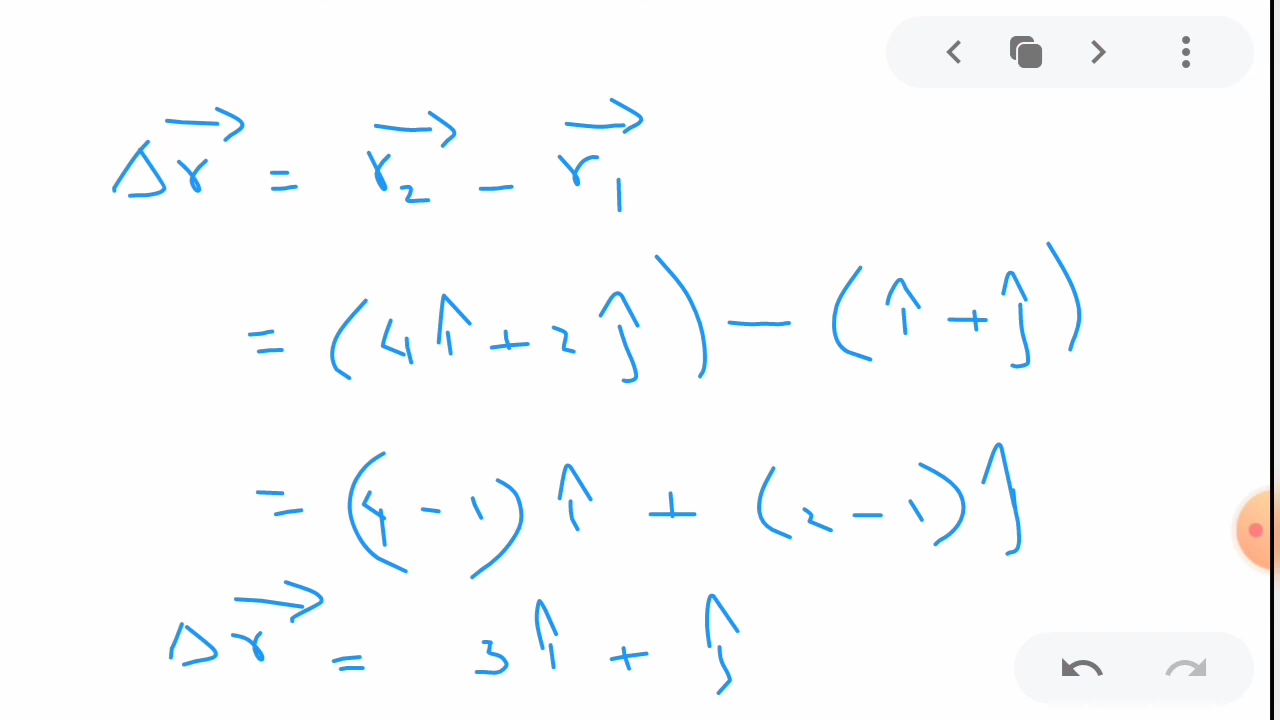 Δr⃗ = r⃗₂ - r⃗₁
= (4î + 2ĵ) - (î + ĵ)
= (4 - 1)î + (2 - 1)ĵ
Δr⃗ = 3î + ĵ